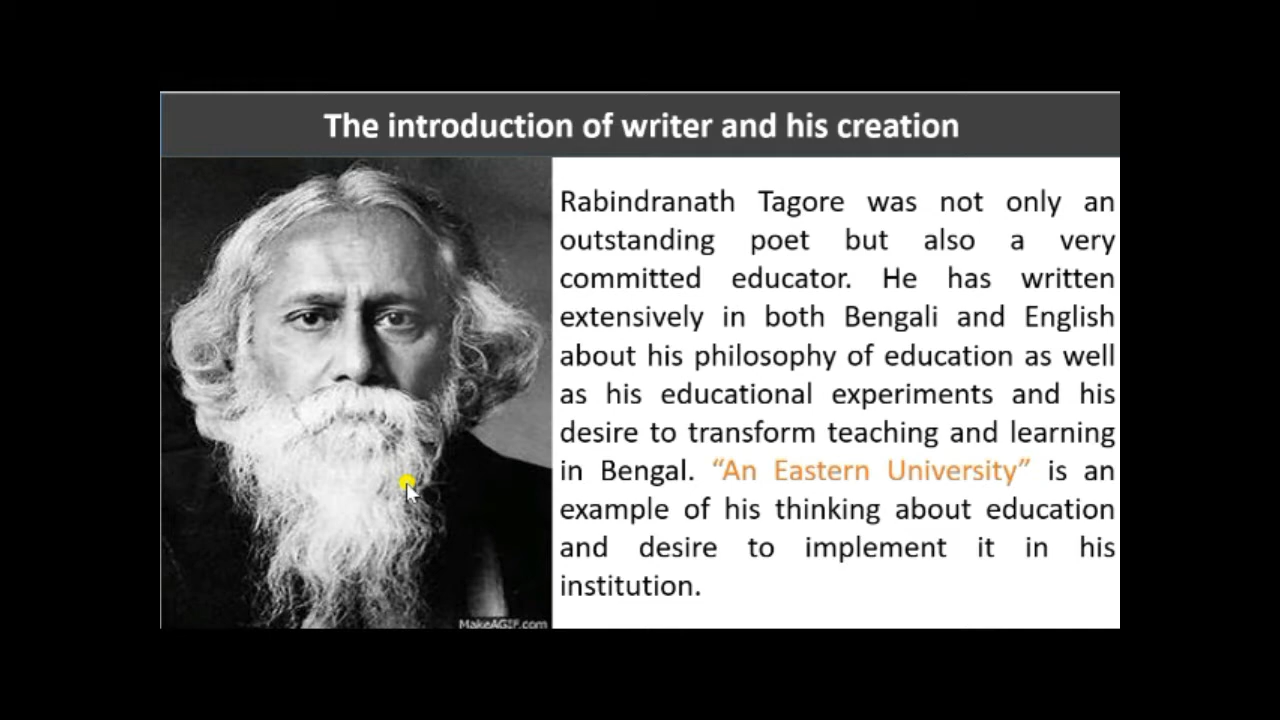 The introduction of writer and his creation
Rabindranath Tagore was not only an
outstanding poet but also a very
committed educator. He has written
extensively in both Bengali and English
about his philosophy of education as well
as his educational experiments and his
desire to transform teaching and learning
in Bengal. “An Eastern University” is an
example of his thinking about education
and desire to implement it in his
institution.
MakeAGIF.com